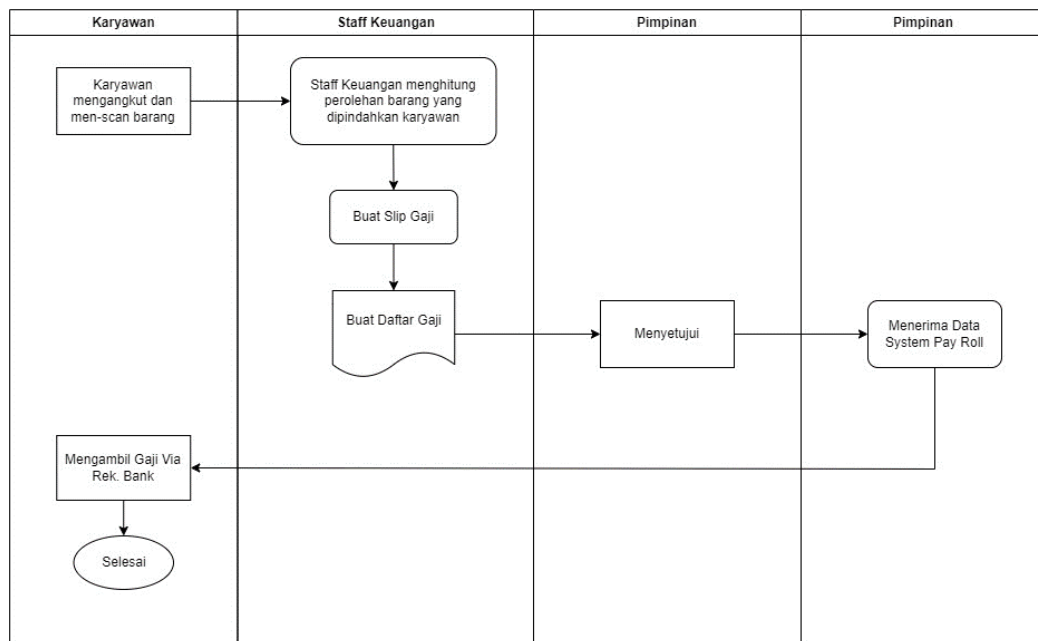 Karyawan
Staff Keuangan
Pimpinan
Pimpinan
Karyawan
mengangkut dan
men-scan barang
Staff Keuangan menghitung
perolehan barang yang
dipindahkan karyawan
Buat Slip Gaji
Buat Daftar Gaji
Menyetujui
Menerima Data
System Pay Roll
Mengambil Gaji Via
Rek. Bank
Selesai